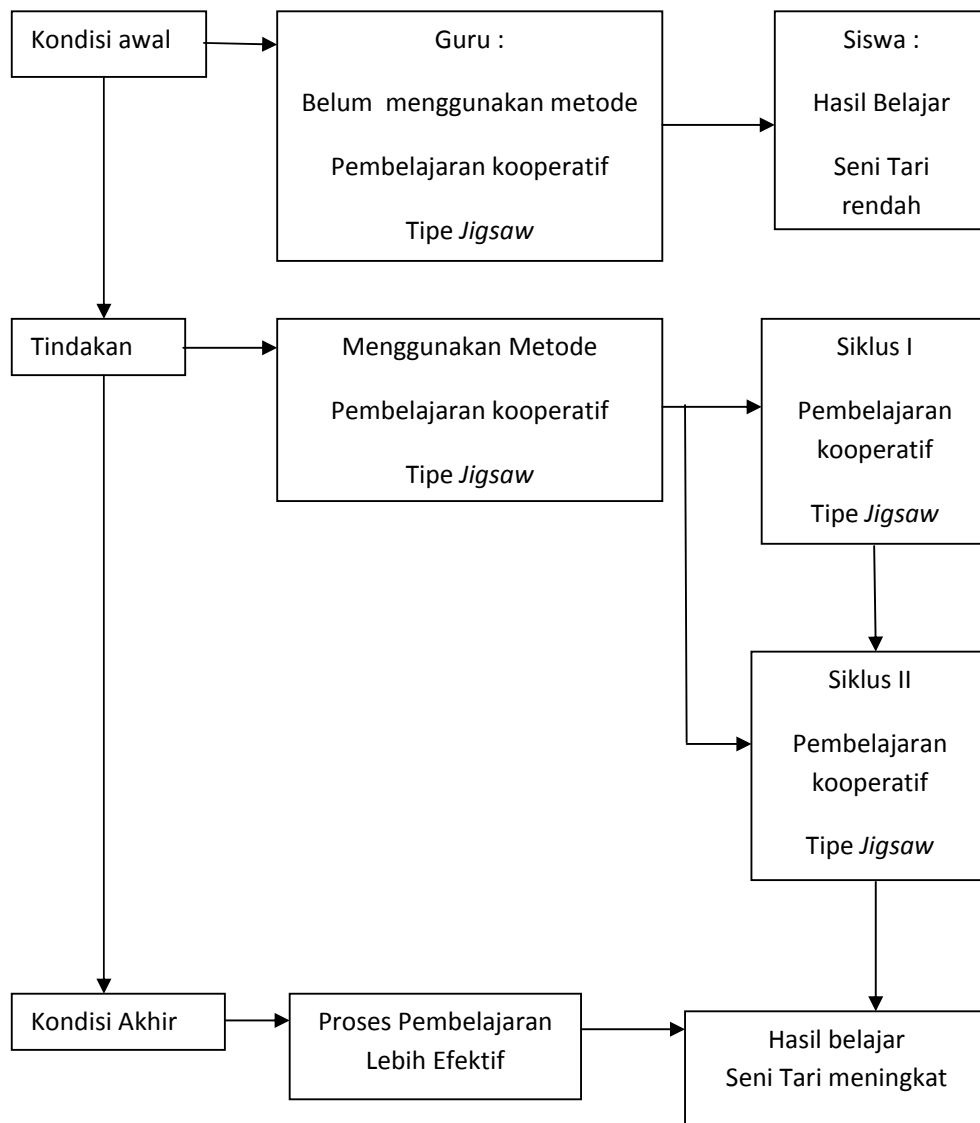 Kondisi awal
Guru :
Belum menggunakan metode
Pembelajaran kooperatif
Tipe Jigsaw
Siswa :
Hasil Belajar
Seni Tari
rendah
Tindakan
Menggunakan Metode
Pembelajaran kooperatif
Tipe Jigsaw
Siklus I
Pembelajaran
kooperatif
Tipe Jigsaw
Siklus II
Pembelajaran
kooperatif
Tipe Jigsaw
Kondisi Akhir
Proses Pembelajaran
Lebih Efektif
Hasil belajar
Seni Tari meningkat